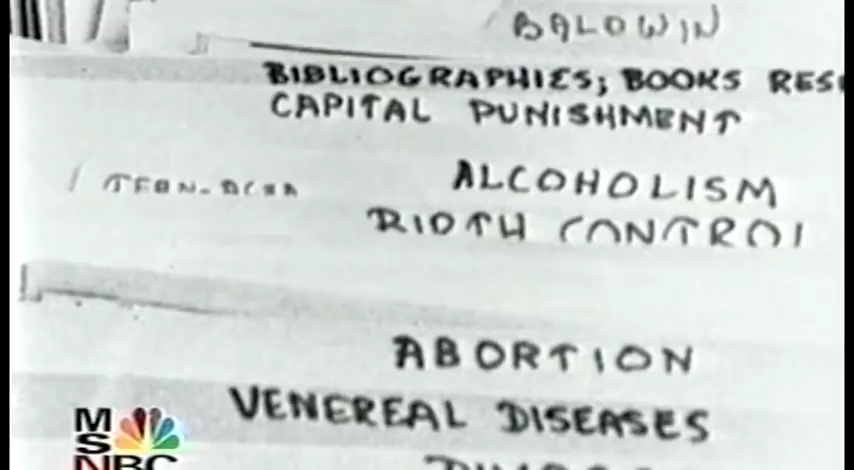 BALDWIN
BIBLIOGRAPHIES; BOOKS
CAPITAL PUNISHMENT
ALCOHOLISM
BIRTH CONTROL
ABORTION
VENEREAL DISEASES
MSNBC